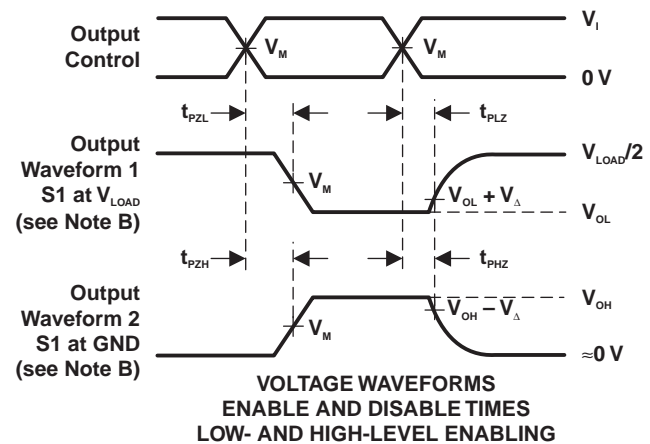 Output
Control
V_M
V_M
V_I
0 V
t_PZL
t_PLZ
Output
Waveform 1
S1 at V_LOAD
(see Note B)
V_M
V_OL + V_Δ
V_LOAD/2
V_OL
t_PZH
t_PHZ
Output
Waveform 2
S1 at GND
(see Note B)
V_M
V_OH – V_Δ
V_OH
≈0 V
VOLTAGE WAVEFORMS
ENABLE AND DISABLE TIMES
LOW- AND HIGH-LEVEL ENABLING